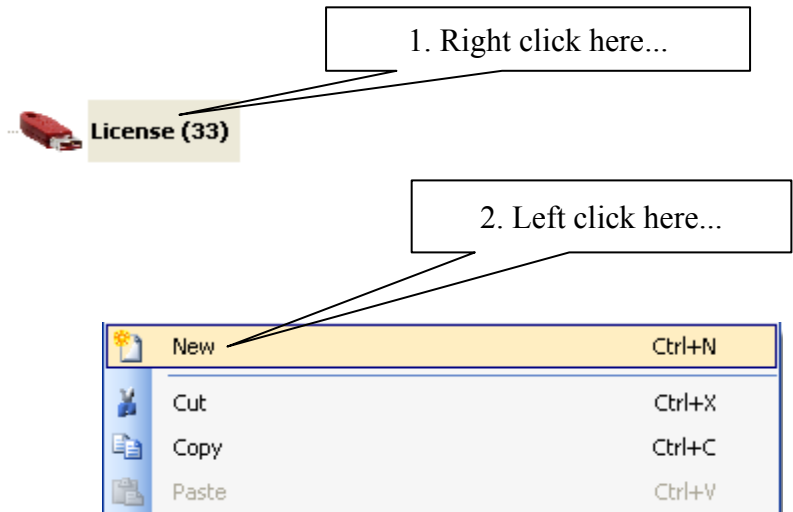 1. Right click here...
License (33)
2. Left click here...
New Ctrl+N
Cut Ctrl+X
Copy Ctrl+C
Paste Ctrl+V